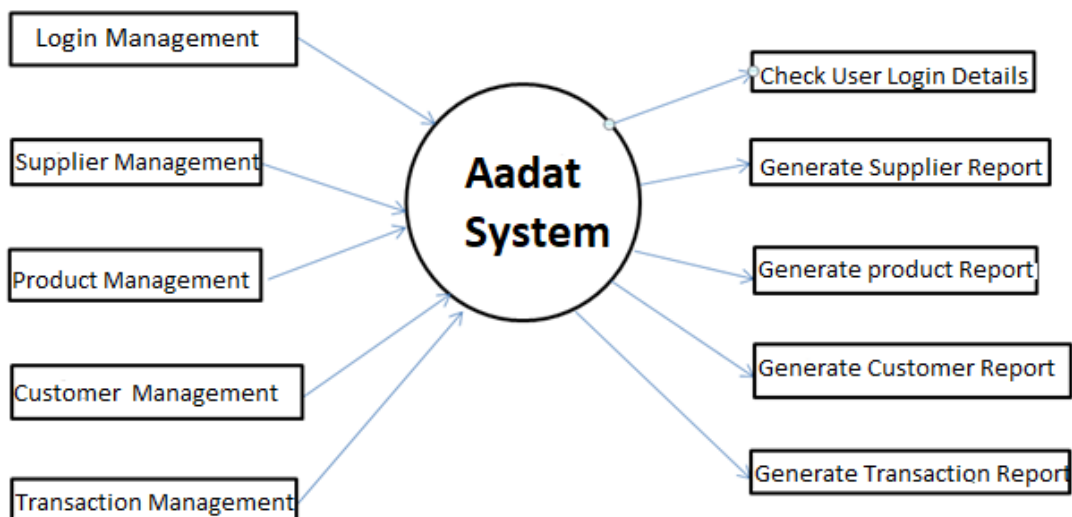 Login Management
Supplier Management
Product Management
Customer Management
Transaction Management
Aadat
System
Check User Login Details
Generate Supplier Report
Generate product Report
Generate Customer Report
Generate Transaction Report